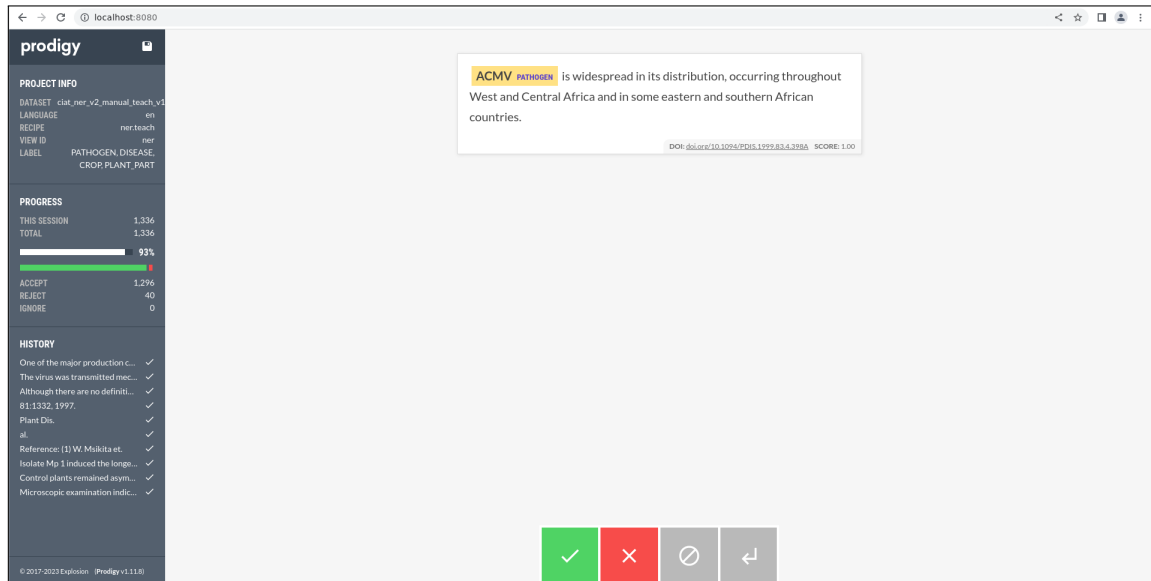 localhost:8080
prodigy
PROJECT INFO
DATASET ciat_ner_v2_manual_teach_v1
LANGUAGE en
RECIPE ner.teach
VIEW ID ner
LABEL PATHOGEN, DISEASE,
CROP, PLANT_PART
PROGRESS
THIS SESSION 1,336
TOTAL 1,336
93%
ACCEPT 1,296
REJECT 40
IGNORE 0
HISTORY
One of the major production c...
The virus was transmitted mec...
Although there are no definiti...
81:1332, 1997.
Plant Dis.
al.
Reference: (1) W. Msikita et.
Isolate Mp 1 induced the longe...
Control plants remained asym...
Microscopic examination indic...
© 2017-2023 Explosion (Prodigy v1.11.8)
ACMV PATHOGEN is widespread in its distribution, occurring throughout
West and Central Africa and in some eastern and southern African
countries.
DOI: doi.org/10.1094/PDIS.1999.83.4.398A SCORE: 1.00